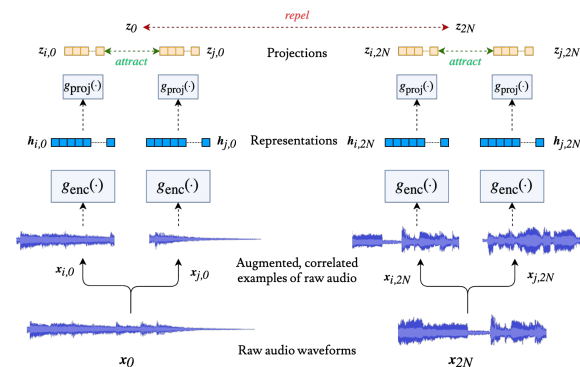 repel
z0 z2N
zi,0 zj,0 Projections zi,2N zj,2N
attract attract
gproj(·) gproj(·) gproj(·) gproj(·)
hi,0 hj,0 Representations hi,2N hj,2N
genc(·) genc(·) genc(·) genc(·)
Augmented, correlated
examples of raw audio
xi,0 xj,0 xi,2N xj,2N
Raw audio waveforms
x0 x2N